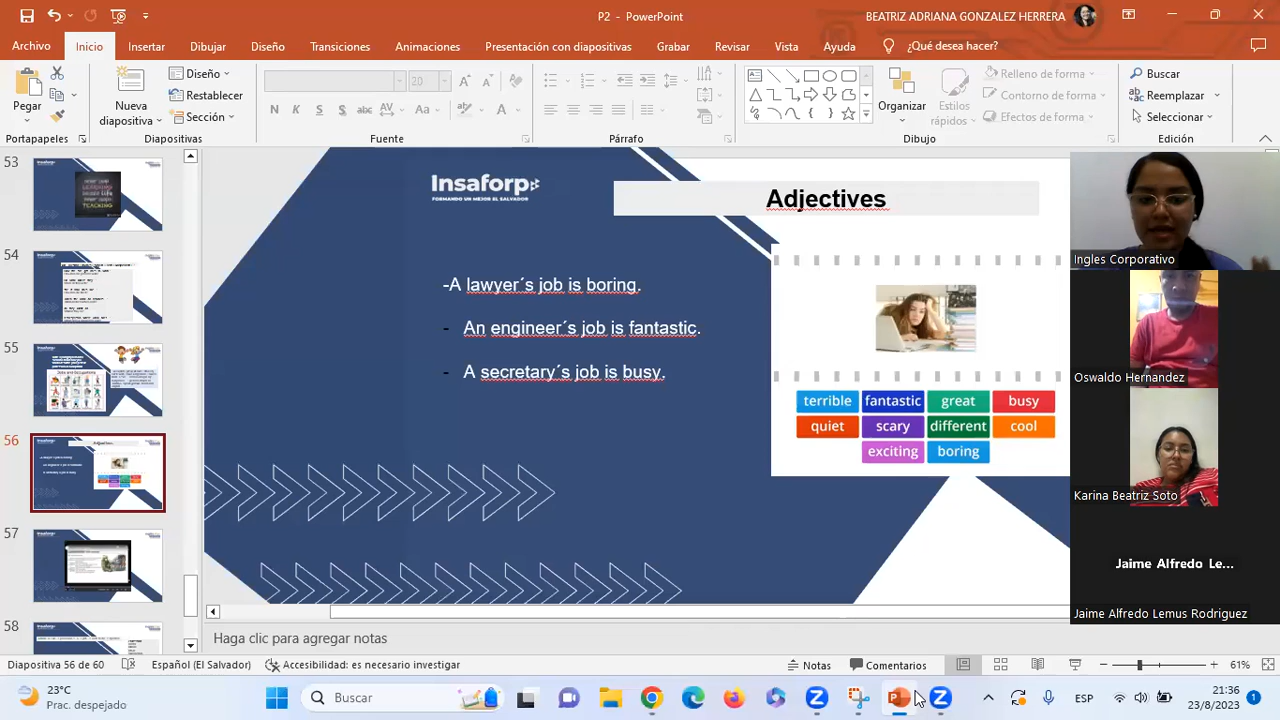 P2 - PowerPoint
BEATRIZ ADRIANA GONZALEZ HERRERA
Archivo Inicio Insertar Dibujar Diseño Transiciones Animaciones Presentación con diapositivas Grabar Revisar Vista Ayuda ¿Qué desea hacer?
Pegar
Nueva diapositiva
Diseño
Restablecer
Sección
20
N K S S abc AV Aa A
Organizar
Estilos rápidos
Relleno de forma
Contorno de forma
Efectos de forma
Buscar
Reemplazar
Seleccionar
Portapapeles Diapositivas Fuente Párrafo Dibujo Edición
53
54
55
56
57
58
Insaforp
FORMANDO UN MEJOR EL SALVADOR
Adjectives
-A lawyer´s job is boring.
- An engineer´s job is fantastic.
- A secretary´s job is busy.
terrible fantastic great busy
quiet scary different cool
exciting boring
Ingles Corporativo
Oswaldo Hernandez
Karina Beatriz Soto
Jaime Alfredo Le...
Jaime Alfredo Lemus Rodriguez
Haga clic para agregar notas
Diapositiva 56 de 60 Español (El Salvador) Accesibilidad: es necesario investigar Notas Comentarios 61%
23°C
Prac. despejado
Buscar
ESP
21:36
23/8/2023
1